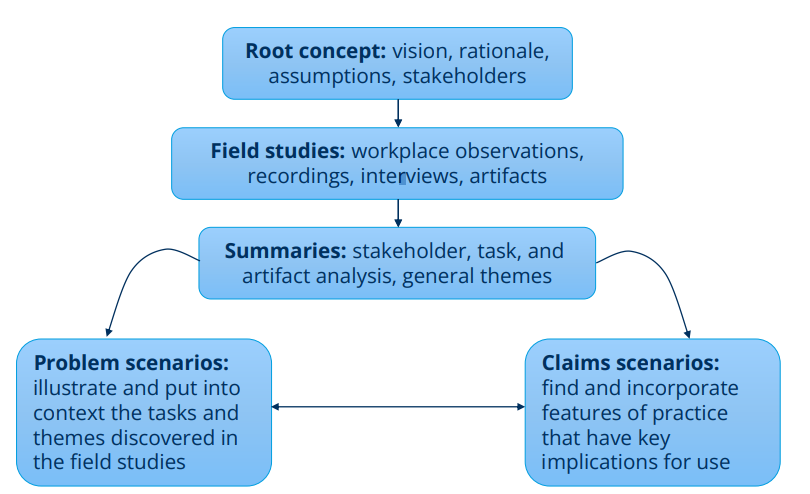 Root concept: vision, rationale,
assumptions, stakeholders
Field studies: workplace observations,
recordings, interviews, artifacts
Summaries: stakeholder, task, and
artifact analysis, general themes
Problem scenarios:
illustrate and put into
context the tasks and
themes discovered in
the field studies
Claims scenarios:
find and incorporate
features of practice
that have key
implications for use